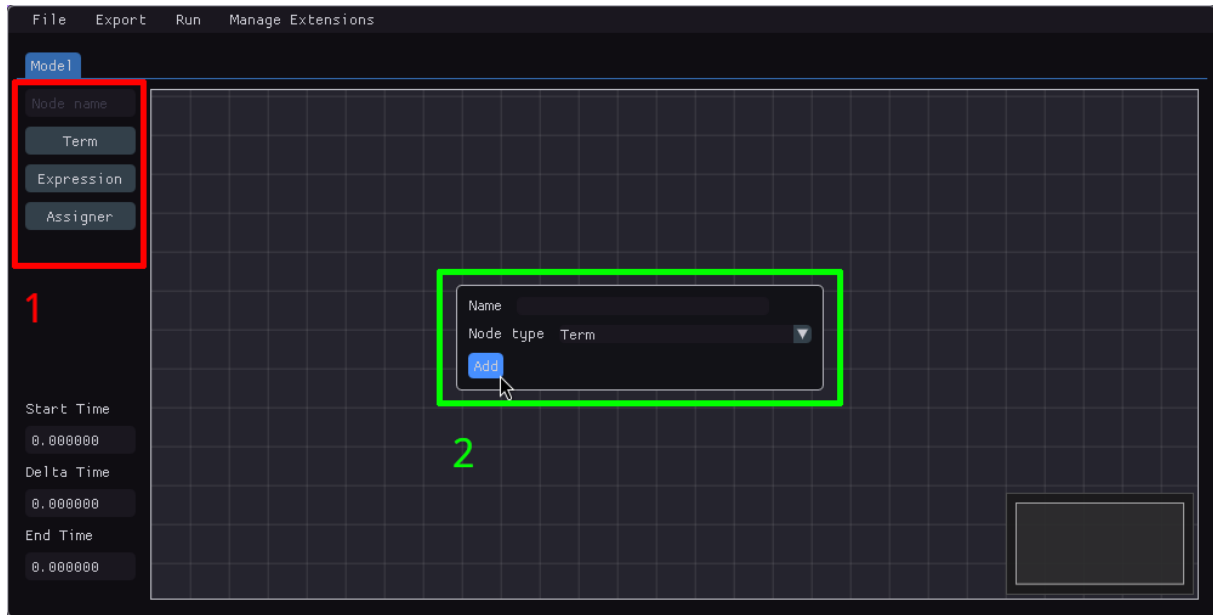 File Export Run Manage Extensions
Model
Node name
Term
Expression
Assigner
1
Name
Node type Term
Add
2
Start Time
0.000000
Delta Time
0.000000
End Time
0.000000